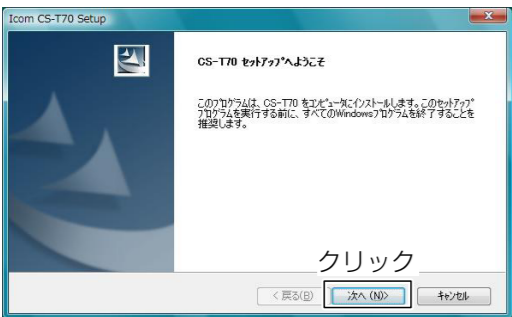 Icom CS-T70 Setup
CS-T70 ｾｯﾄｱｯﾌﾟへようこそ
このﾌﾟﾛｸﾞﾗﾑは、CS-T70 をｺﾝﾋﾟｭｰﾀにｲﾝｽﾄｰﾙします。このｾｯﾄｱｯﾌﾟ
ﾌﾟﾛｸﾞﾗﾑを実行する前に、すべてのWindowsﾌﾟﾛｸﾞﾗﾑを終了することを
推奨します。
クリック
< 戻る(B)　次へ (N)>　ｷｬﾝｾﾙ